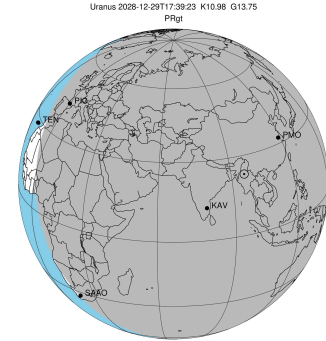 Uranus 2028-12-29T17:39:23 K10.98 G13.75
PRgt
PIC
TEN
PMO
KAV
SAAO